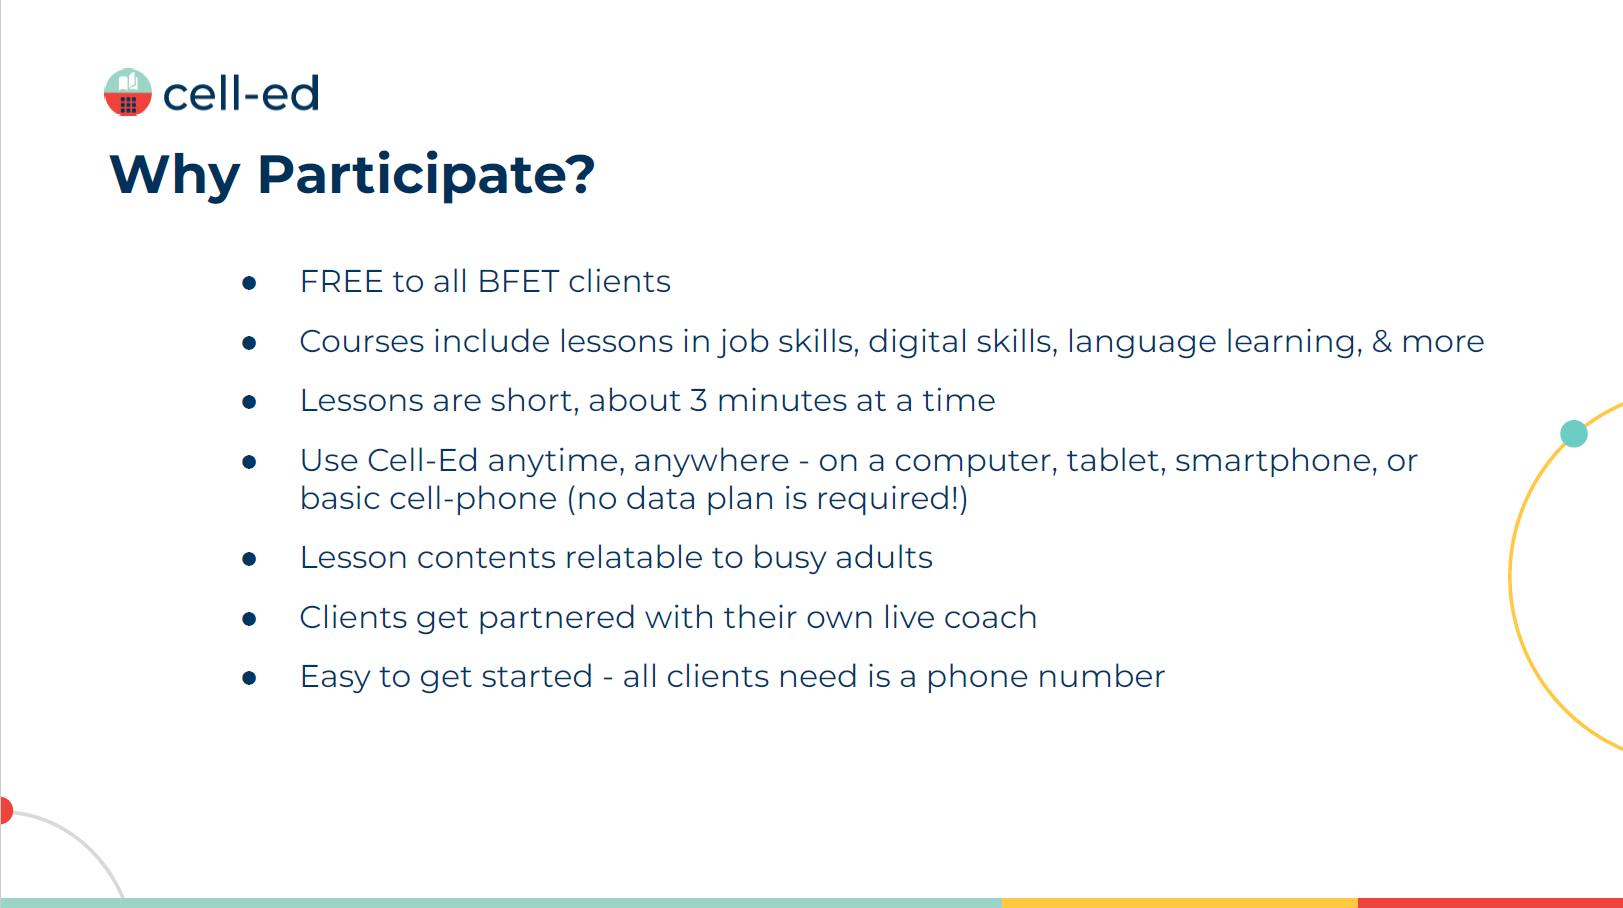 cell-ed
Why Participate?
● FREE to all BFET clients
● Courses include lessons in job skills, digital skills, language learning, & more
● Lessons are short, about 3 minutes at a time
● Use Cell-Ed anytime, anywhere - on a computer, tablet, smartphone, or
basic cell-phone (no data plan is required!)
● Lesson contents relatable to busy adults
● Clients get partnered with their own live coach
● Easy to get started - all clients need is a phone number